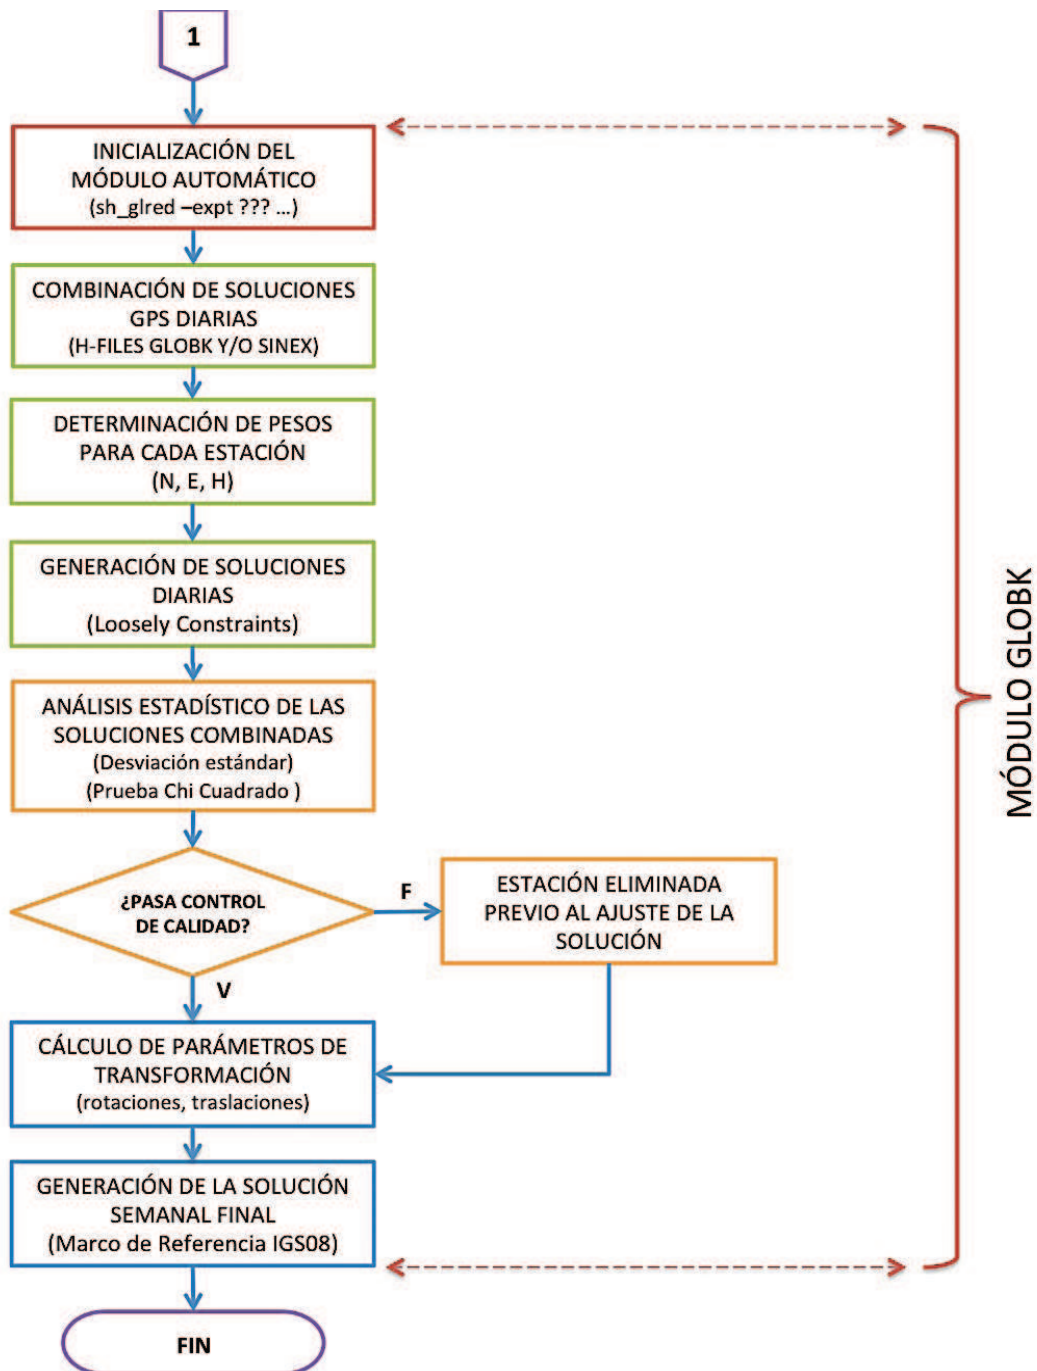 1
INICIALIZACIÓN DEL
MÓDULO AUTOMÁTICO
(sh_glred –expt ??? ...)
COMBINACIÓN DE SOLUCIONES
GPS DIARIAS
(H-FILES GLOBK Y/O SINEX)
DETERMINACIÓN DE PESOS
PARA CADA ESTACIÓN
(N, E, H)
GENERACIÓN DE SOLUCIONES
DIARIAS
(Loosely Constraints)
ANÁLISIS ESTADÍSTICO DE LAS
SOLUCIONES COMBINADAS
(Desviación estándar)
(Prueba Chi Cuadrado )
¿PASA CONTROL
DE CALIDAD?
F
ESTACIÓN ELIMINADA
PREVIO AL AJUSTE DE LA
SOLUCIÓN
V
CÁLCULO DE PARÁMETROS DE
TRANSFORMACIÓN
(rotaciones, traslaciones)
GENERACIÓN DE LA SOLUCIÓN
SEMANAL FINAL
(Marco de Referencia IGS08)
FIN
MÓDULO GLOBK